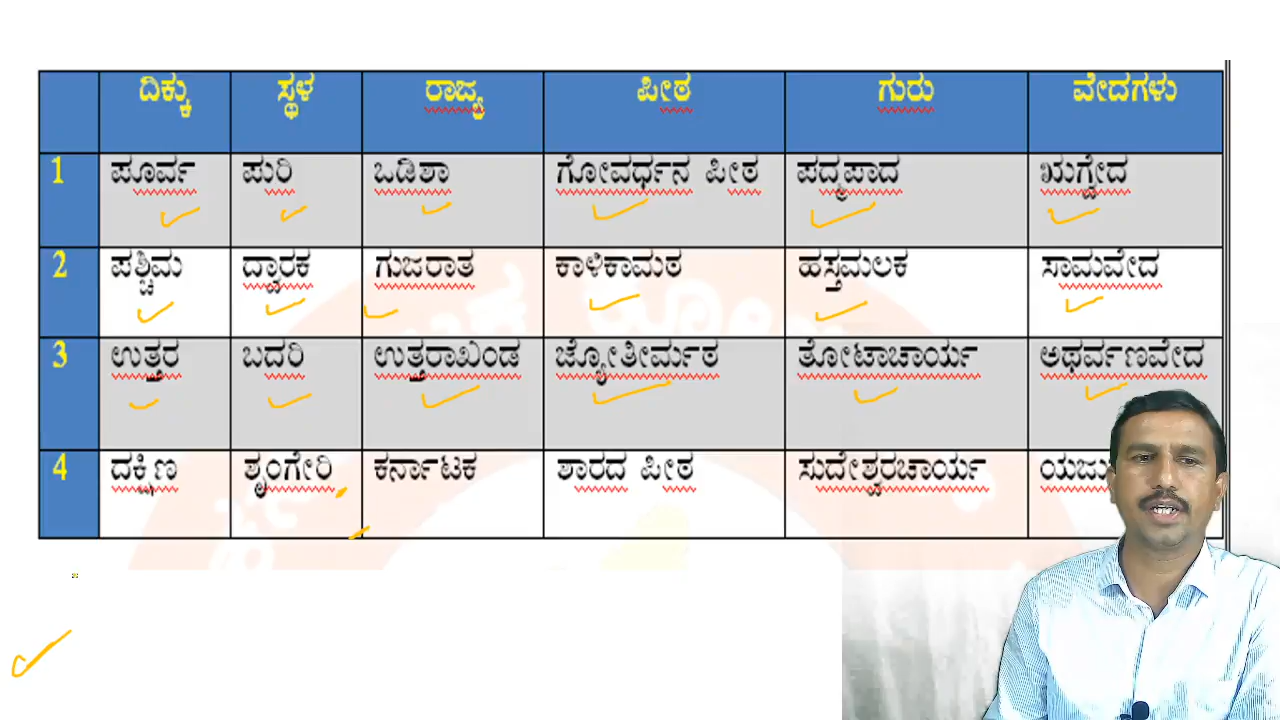 ದಿಕ್ಕು ಸ್ಥಳ ರಾಜ್ಯ ಪೀಠ ಗುರು ವೇದಗಳು
1 ಪೂರ್ವ ಪುರಿ ಒಡಿಶಾ ಗೋವರ್ಧನ ಪೀಠ ಪದ್ಮಪಾದ ಋಗ್ವೇದ
2 ಪಶ್ಚಿಮ ದ್ವಾರಕ ಗುಜರಾತ ಕಾಳಿಕಾಮಠ ಹಸ್ತಮಲಕ ಸಾಮವೇದ
3 ಉತ್ತರ ಬದರಿ ಉತ್ತರಾಖಂಡ ಜ್ಯೋತೀರ್ಮಠ ತೋಟಾಚಾರ್ಯ ಅಥರ್ವಣವೇದ
4 ದಕ್ಷಿಣ ಶೃಂಗೇರಿ ಕರ್ನಾಟಕ ಶಾರದ ಪೀಠ ಸುದೇಶ್ವರಚಾರ್ಯ